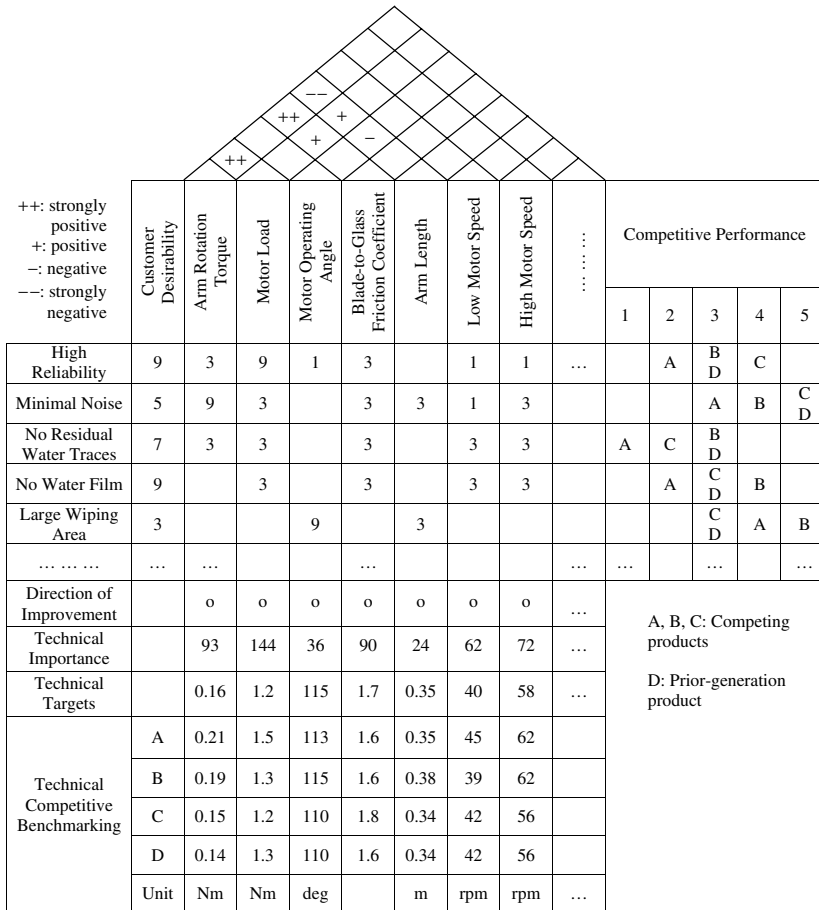 −−
++ +
+ −
++
++: strongly
positive
+: positive
−: negative
−−: strongly
negative
Customer
Desirability
Arm Rotation
Torque
Motor Load
Motor Operating
Angle
Blade-to-Glass
Friction Coefficient
Arm Length
Low Motor Speed
High Motor Speed
… … …
Competitive Performance
1 2 3 4 5
High
Reliability
9 3 9 1 3 1 1 … A B D C
Minimal Noise 5 9 3 3 3 1 3 A B C D
No Residual
Water Traces
7 3 3 3 3 3 A C B D
No Water Film 9 3 3 3 3 A C D B
Large Wiping
Area
3 9 3 C D A B
… … … … … … … … … …
Direction of
Improvement
o o o o o o o …
Technical
Importance
93 144 36 90 24 62 72 …
Technical
Targets
0.16 1.2 115 1.7 0.35 40 58 …
A, B, C: Competing
products
D: Prior-generation
product
Technical
Competitive
Benchmarking
A 0.21 1.5 113 1.6 0.35 45 62
B 0.19 1.3 115 1.6 0.38 39 62
C 0.15 1.2 110 1.8 0.34 42 56
D 0.14 1.3 110 1.6 0.34 42 56
Unit Nm Nm deg m rpm rpm …